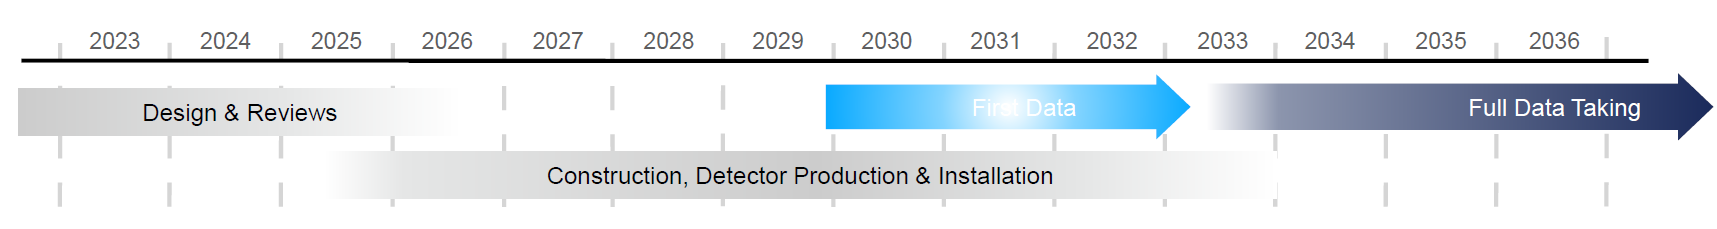 2023 2024 2025 2026 2027 2028 2029 2030 2031 2032 2033 2034 2035 2036
Design & Reviews
First Data
Full Data Taking
Construction, Detector Production & Installation